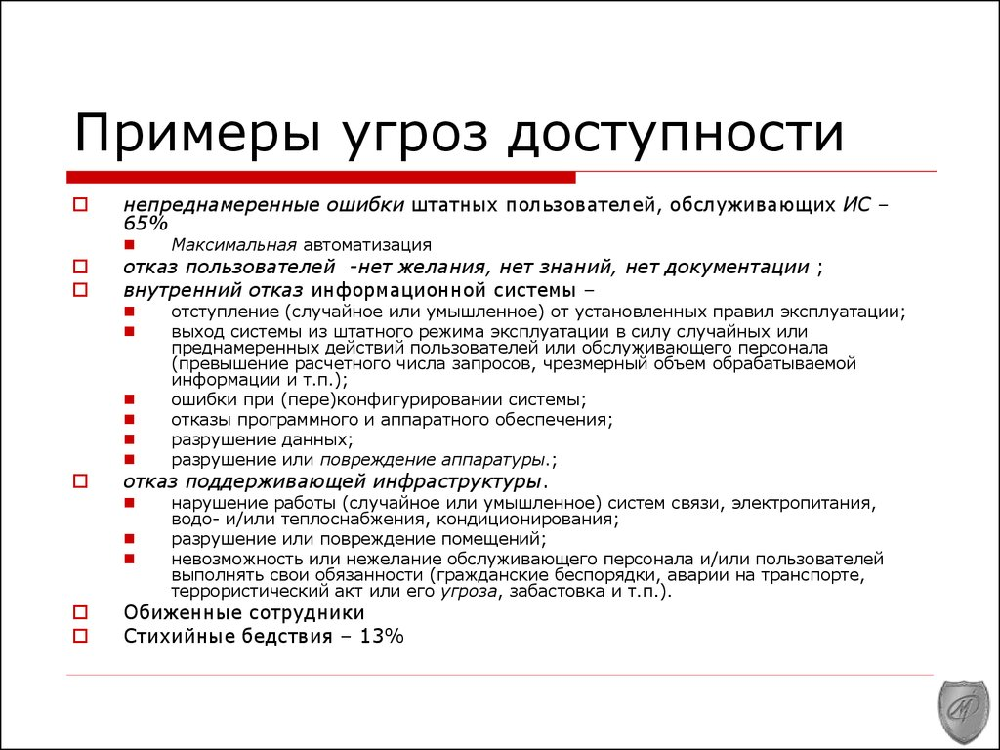 Примеры угроз доступности
непреднамеренные ошибки штатных пользователей, обслуживающих ИС –
65%
Максимальная автоматизация
отказ пользователей -нет желания, нет знаний, нет документации ;
внутренний отказ информационной системы –
отступление (случайное или умышленное) от установленных правил эксплуатации;
выход системы из штатного режима эксплуатации в силу случайных или
преднамеренных действий пользователей или обслуживающего персонала
(превышение расчетного числа запросов, чрезмерный объем обрабатываемой
информации и т.п.);
ошибки при (пере)конфигурировании системы;
отказы программного и аппаратного обеспечения;
разрушение данных;
разрушение или повреждение аппаратуры.;
отказ поддерживающей инфраструктуры.
нарушение работы (случайное или умышленное) систем связи, электропитания,
водо- и/или теплоснабжения, кондиционирования;
разрушение или повреждение помещений;
невозможность или нежелание обслуживающего персонала и/или пользователей
выполнять свои обязанности (гражданские беспорядки, аварии на транспорте,
террористический акт или его угроза, забастовка и т.п.).
Обиженные сотрудники
Стихийные бедствия – 13%